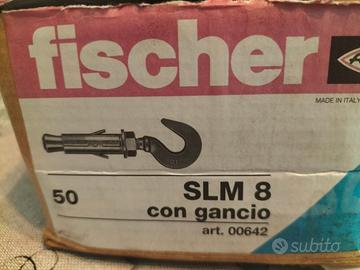 fischer
MADE IN ITALY
50
SLM 8
con gancio
art. 00642
subito